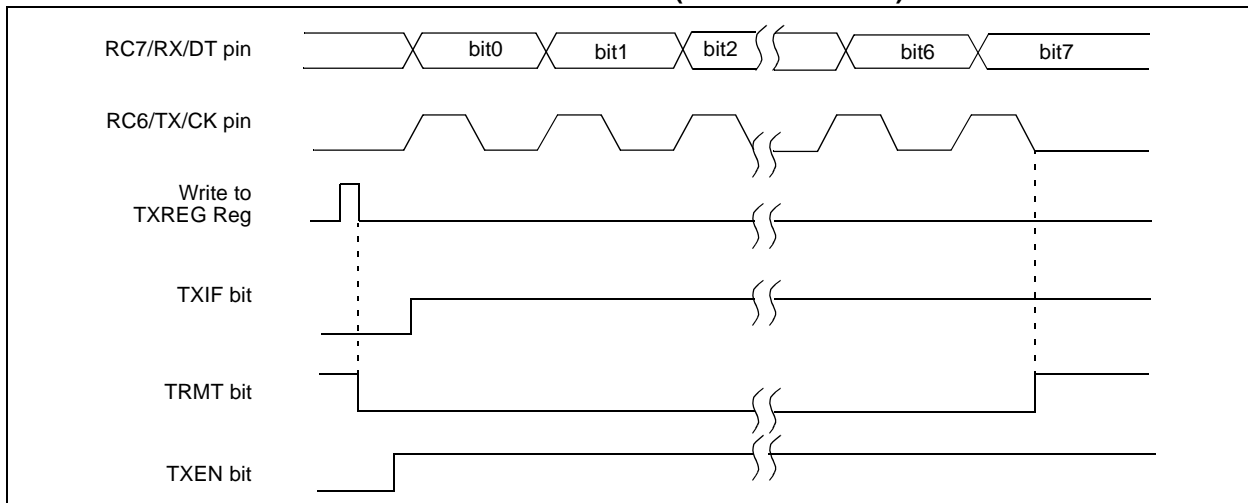 RC7/RX/DT pin
bit0
bit1
bit2
bit6
bit7
RC6/TX/CK pin
Write to
TXREG Reg
TXIF bit
TRMT bit
TXEN bit